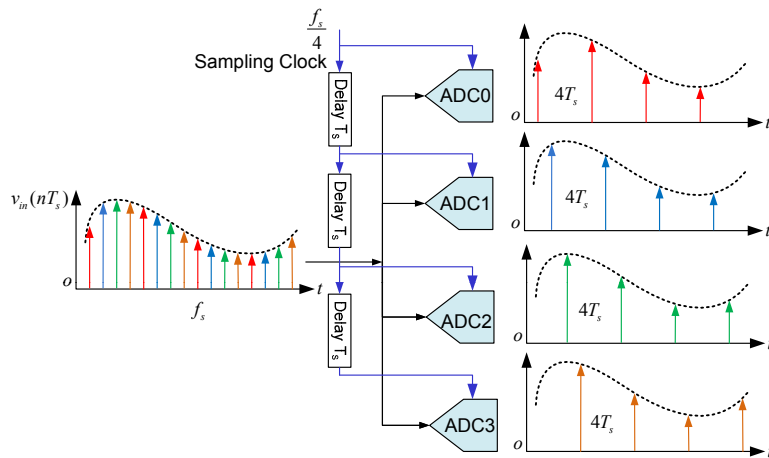 f_s/4
Sampling Clock
Delay T_s
Delay T_s
Delay T_s
ADC0
ADC1
ADC2
ADC3
v_in(nT_s)
o
t
f_s
4T_s
o
t
4T_s
o
t
4T_s
o
t
4T_s
o
t